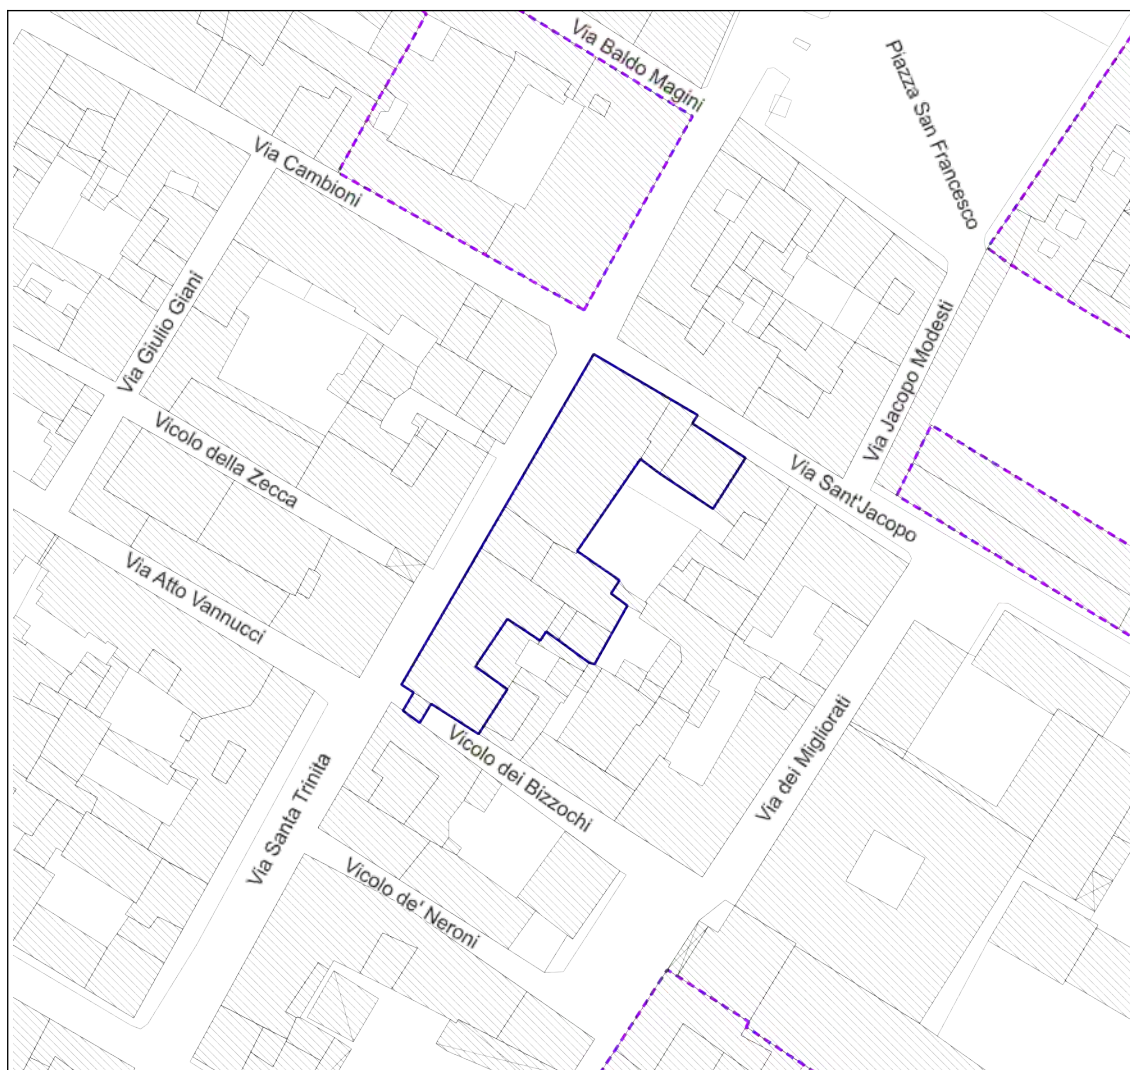 Via Baldo Magini
Piazza San Francesco
Via Cambioni
Via Giulio Giani
Via Jacopo Modesti
Vicolo della Zecca
Via Sant'Jacopo
Via Atto Vannucci
Via dei Migliorati
Vicolo dei Bizzochi
Via Santa Trinita
Vicolo de' Neroni